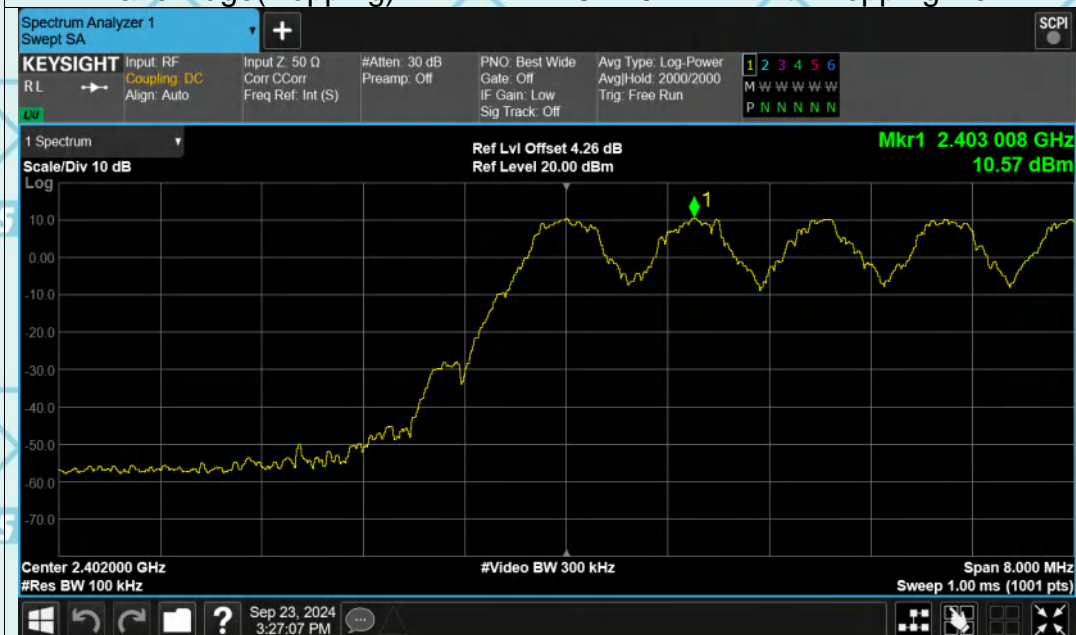 Spectrum Analyzer 1
Swept SA
+
SCPI
KEYSIGHT
R L
LXI
Input: RF
Coupling: DC
Align: Auto
Input Z: 50 Ω
Corr CCorr
Freq Ref: Int (S)
#Atten: 30 dB
Preamp: Off
PNO: Best Wide
Gate: Off
IF Gain: Low
Sig Track: Off
Avg Type: Log-Power
Avg|Hold: 2000/2000
Trig: Free Run
1 2 3 4 5 6
M W W W W W
P N N N N N
1 Spectrum
Scale/Div 10 dB
Ref Lvl Offset 4.26 dB
Ref Level 20.00 dBm
Mkr1 2.403 008 GHz
10.57 dBm
Log
1
10.0
0.00
-10.0
-20.0
-30.0
-40.0
-50.0
-60.0
-70.0
Center 2.402000 GHz
#Video BW 300 kHz
Span 8.000 MHz
#Res BW 100 kHz
Sweep 1.00 ms (1001 pts)
?
Sep 23, 2024
3:27:07 PM